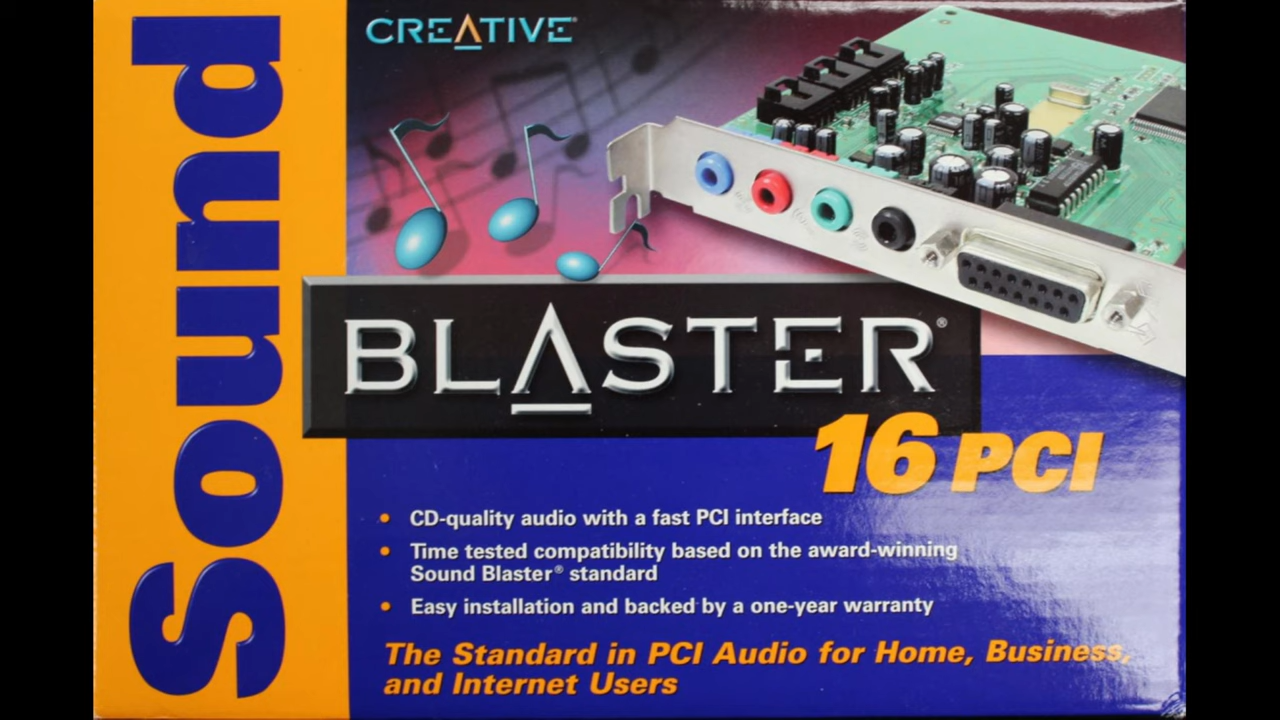 CREATIVE®
Sound
BLASTER®
16 PCI
• CD-quality audio with a fast PCI interface
• Time tested compatibility based on the award-winning
Sound Blaster® standard
• Easy installation and backed by a one-year warranty
The Standard in PCI Audio for Home, Business,
and Internet Users